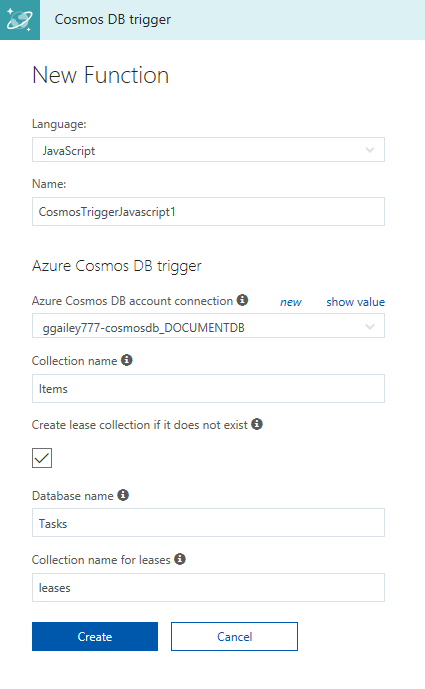 Cosmos DB trigger
New Function
Language:
JavaScript
Name:
CosmosTriggerJavascript1
Azure Cosmos DB trigger
Azure Cosmos DB account connection new show value
ggailey777-cosmosdb_DOCUMENTDB
Collection name
Items
Create lease collection if it does not exist
Database name
Tasks
Collection name for leases
leases
Create Cancel